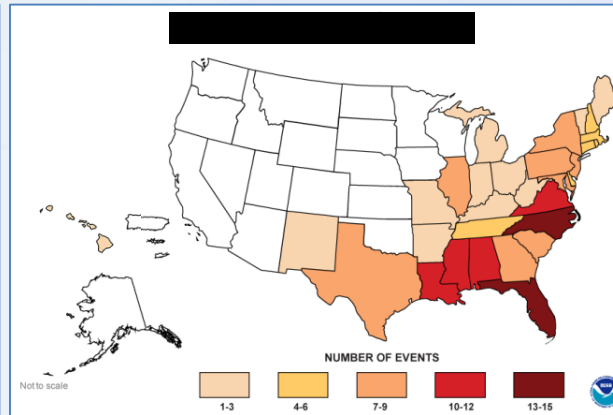 NUMBER OF EVENTS
Not to scale
1-3
4-6
7-9
10-12
13-15